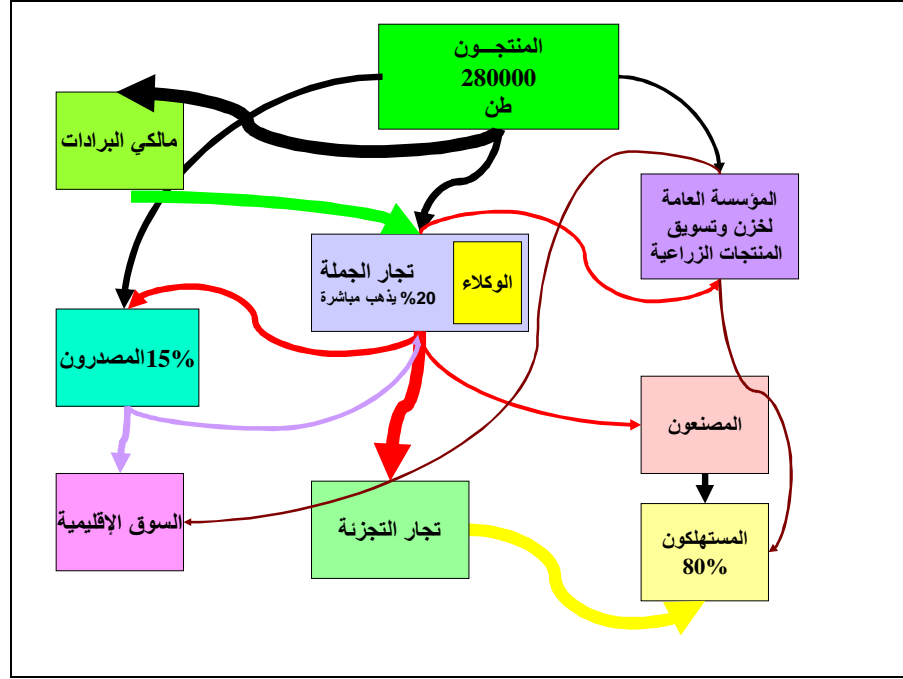 المنتجـــون
280000
طن
مالكي البرادات
المؤسسة العامة
لخزن وتسويق
المنتجات الزراعية
تجار الجملة
20% يذهب مباشرة
الوكلاء
المصدرون 15%
المصنعون
السوق الإقليمية
تجار التجزئة
المستهلكون
80%